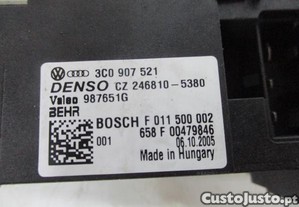 3C0 907 521
DENSO CZ 246810-5380
Valeo 987651G
BEHR
BOSCH F 011 500 002
658 F 00479846
001 06.10.2005
Made in Hungary
CustoJusto.pt